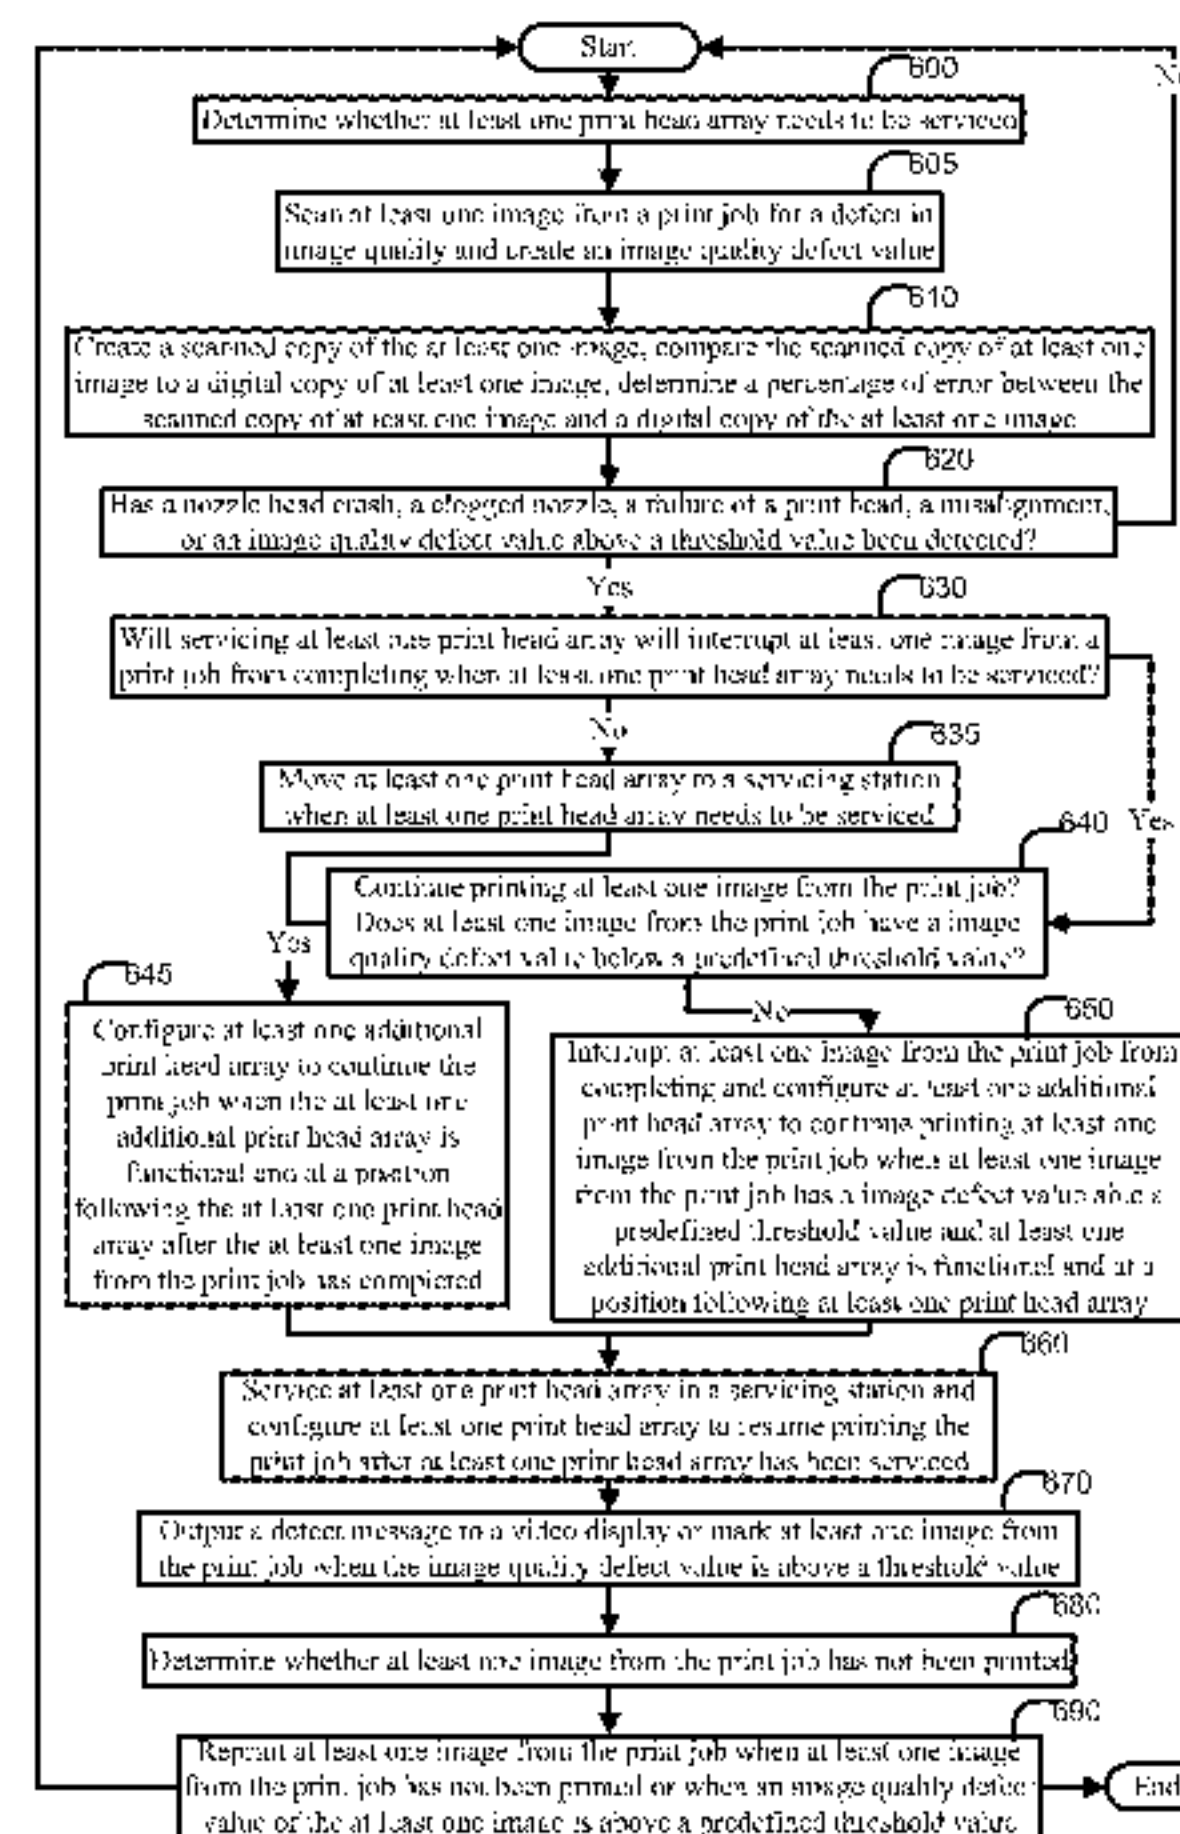 Start
600
Determine whether at least one print head array needs to be serviced
605
Scan at least one image from a print job for a defect in
image quality and create an image quality defect value
610
Create a scanned copy of the at least one image, compare the scanned copy of at least one
image to a digital copy of at least one image, determine a percentage of error between the
scanned copy of at least one image and a digital copy of the at least one image
620
Has a nozzle head crash, a clogged nozzle, a failure of a print head, a misalignment,
or an image quality defect value above a threshold value been detected?
Yes
630
Will servicing at least one print head array will interrupt at least one image from a
print job from completing when at least one print head array needs to be serviced?
No
635
Move at least one print head array to a servicing station
when at least one print head array needs to be serviced
640
Yes
Continue printing at least one image from the print job?
Does at least one image from the print job have a image
quality defect value below a predefined threshold value?
Yes
645
No
650
Configure at least one additional
print head array to continue the
print job when the at least one
additional print head array is
functional and at a position
following the at least one print head
array after the at least one image
from the print job has completed
Interrupt at least one image from the print job from
completing and configure at least one additional
print head array to continue printing at least one
image from the print job when at least one image
from the print job has a image defect value a
predefined threshold value and at least one
additional print head array is functional and at a
position following at least one print head array
660
Service at least one print head array in a servicing station and
configure at least one print head array to resume printing the
print job after at least one print head array has been serviced
670
Output a defect message to a video display or mark at least one image from
the print job when the image quality defect value is above a threshold value
680
Determine whether at least one image from the print job has not been printed
690
Reprint at least one image from the print job when at least one image
from the print job has not been printed or when an image quality defect
value of the at least one image is above a predefined threshold value
End